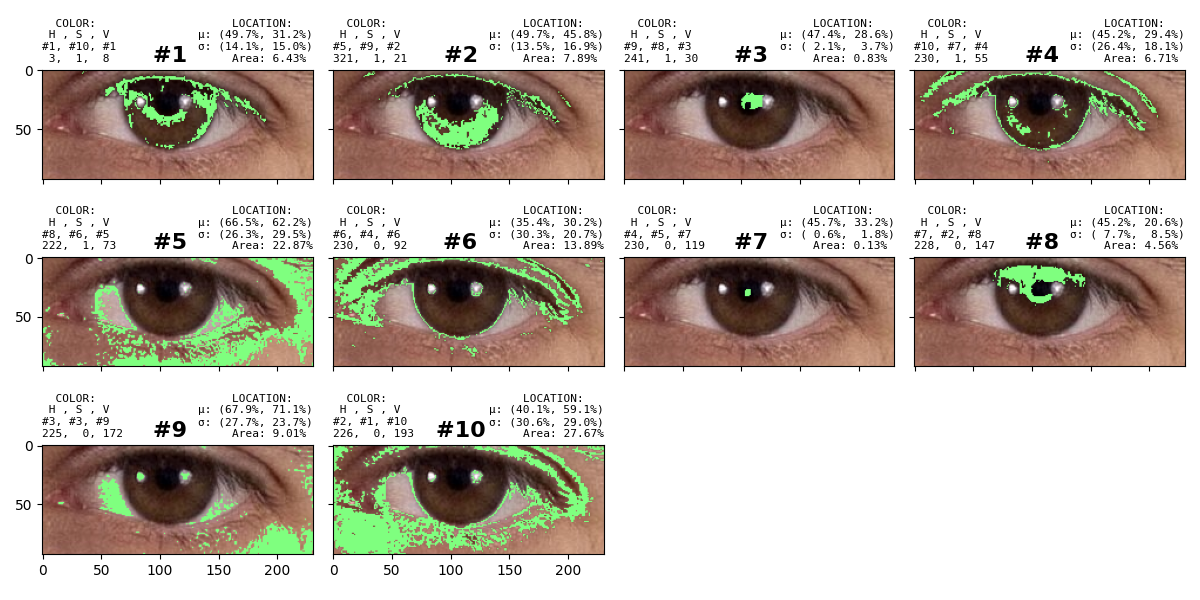 COLOR: LOCATION:
H , S , V μ: (49.7%, 31.2%)
#1, #10, #1 σ: (14.1%, 15.0%)
3, 1, 8 #1 Area: 6.43%
COLOR: LOCATION:
H , S , V μ: (49.7%, 45.8%)
#5, #9, #2 σ: (13.5%, 16.9%)
321, 1, 21 #2 Area: 7.89%
COLOR: LOCATION:
H , S , V μ: (47.4%, 28.6%)
#9, #8, #3 σ: ( 2.1%, 3.7%)
241, 1, 30 #3 Area: 0.83%
COLOR: LOCATION:
H , S , V μ: (45.2%, 29.4%)
#10, #7, #4 σ: (26.4%, 18.1%)
230, 1, 55 #4 Area: 6.71%
0
50
COLOR: LOCATION:
H , S , V μ: (66.5%, 62.2%)
#8, #6, #5 σ: (26.3%, 29.5%)
222, 1, 73 #5 Area: 22.87%
COLOR: LOCATION:
H , S , V μ: (35.4%, 30.2%)
#6, #4, #6 σ: (30.3%, 20.7%)
230, 0, 92 #6 Area: 13.89%
COLOR: LOCATION:
H , S , V μ: (45.7%, 33.2%)
#4, #5, #7 σ: ( 0.6%, 1.8%)
230, 0, 119 #7 Area: 0.13%
COLOR: LOCATION:
H , S , V μ: (45.2%, 20.6%)
#7, #2, #8 σ: ( 7.7%, 8.5%)
228, 0, 147 #8 Area: 4.56%
0
50
COLOR: LOCATION:
H , S , V μ: (67.9%, 71.1%)
#3, #3, #9 σ: (27.7%, 23.7%)
225, 0, 172 #9 Area: 9.01%
COLOR: LOCATION:
H , S , V μ: (40.1%, 59.1%)
#2, #1, #10 σ: (30.6%, 29.0%)
226, 0, 193 #10 Area: 27.67%
0
50
0 50 100 150 200
0 50 100 150 200